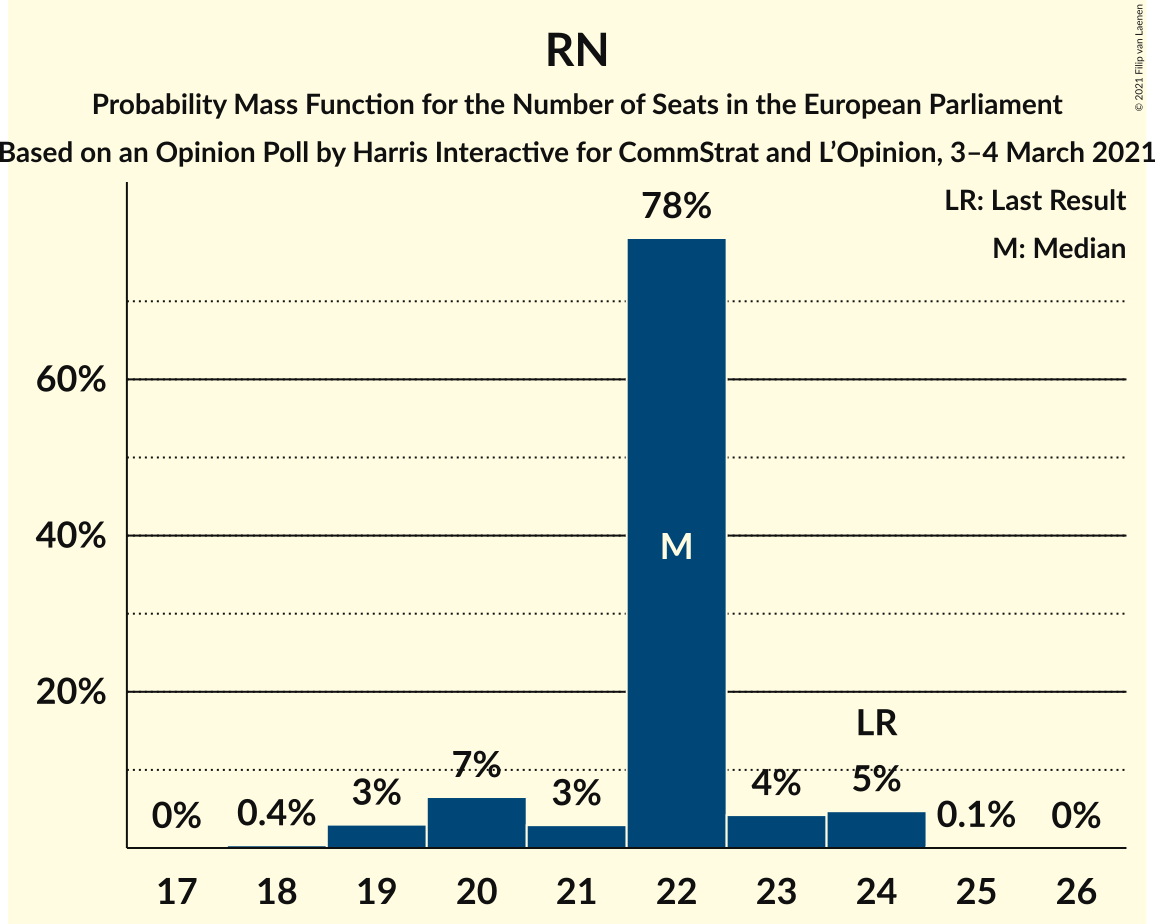 RN
Probability Mass Function for the Number of Seats in the European Parliament
Based on an Opinion Poll by Harris Interactive for CommStrat and L’Opinion, 3–4 March 2021
© 2021 Filip van Laenen
LR: Last Result
M: Median
78%
60%
40%
20%
M
LR
0%
0.4%
3%
7%
3%
4%
5%
0.1%
0%
17 18 19 20 21 22 23 24 25 26